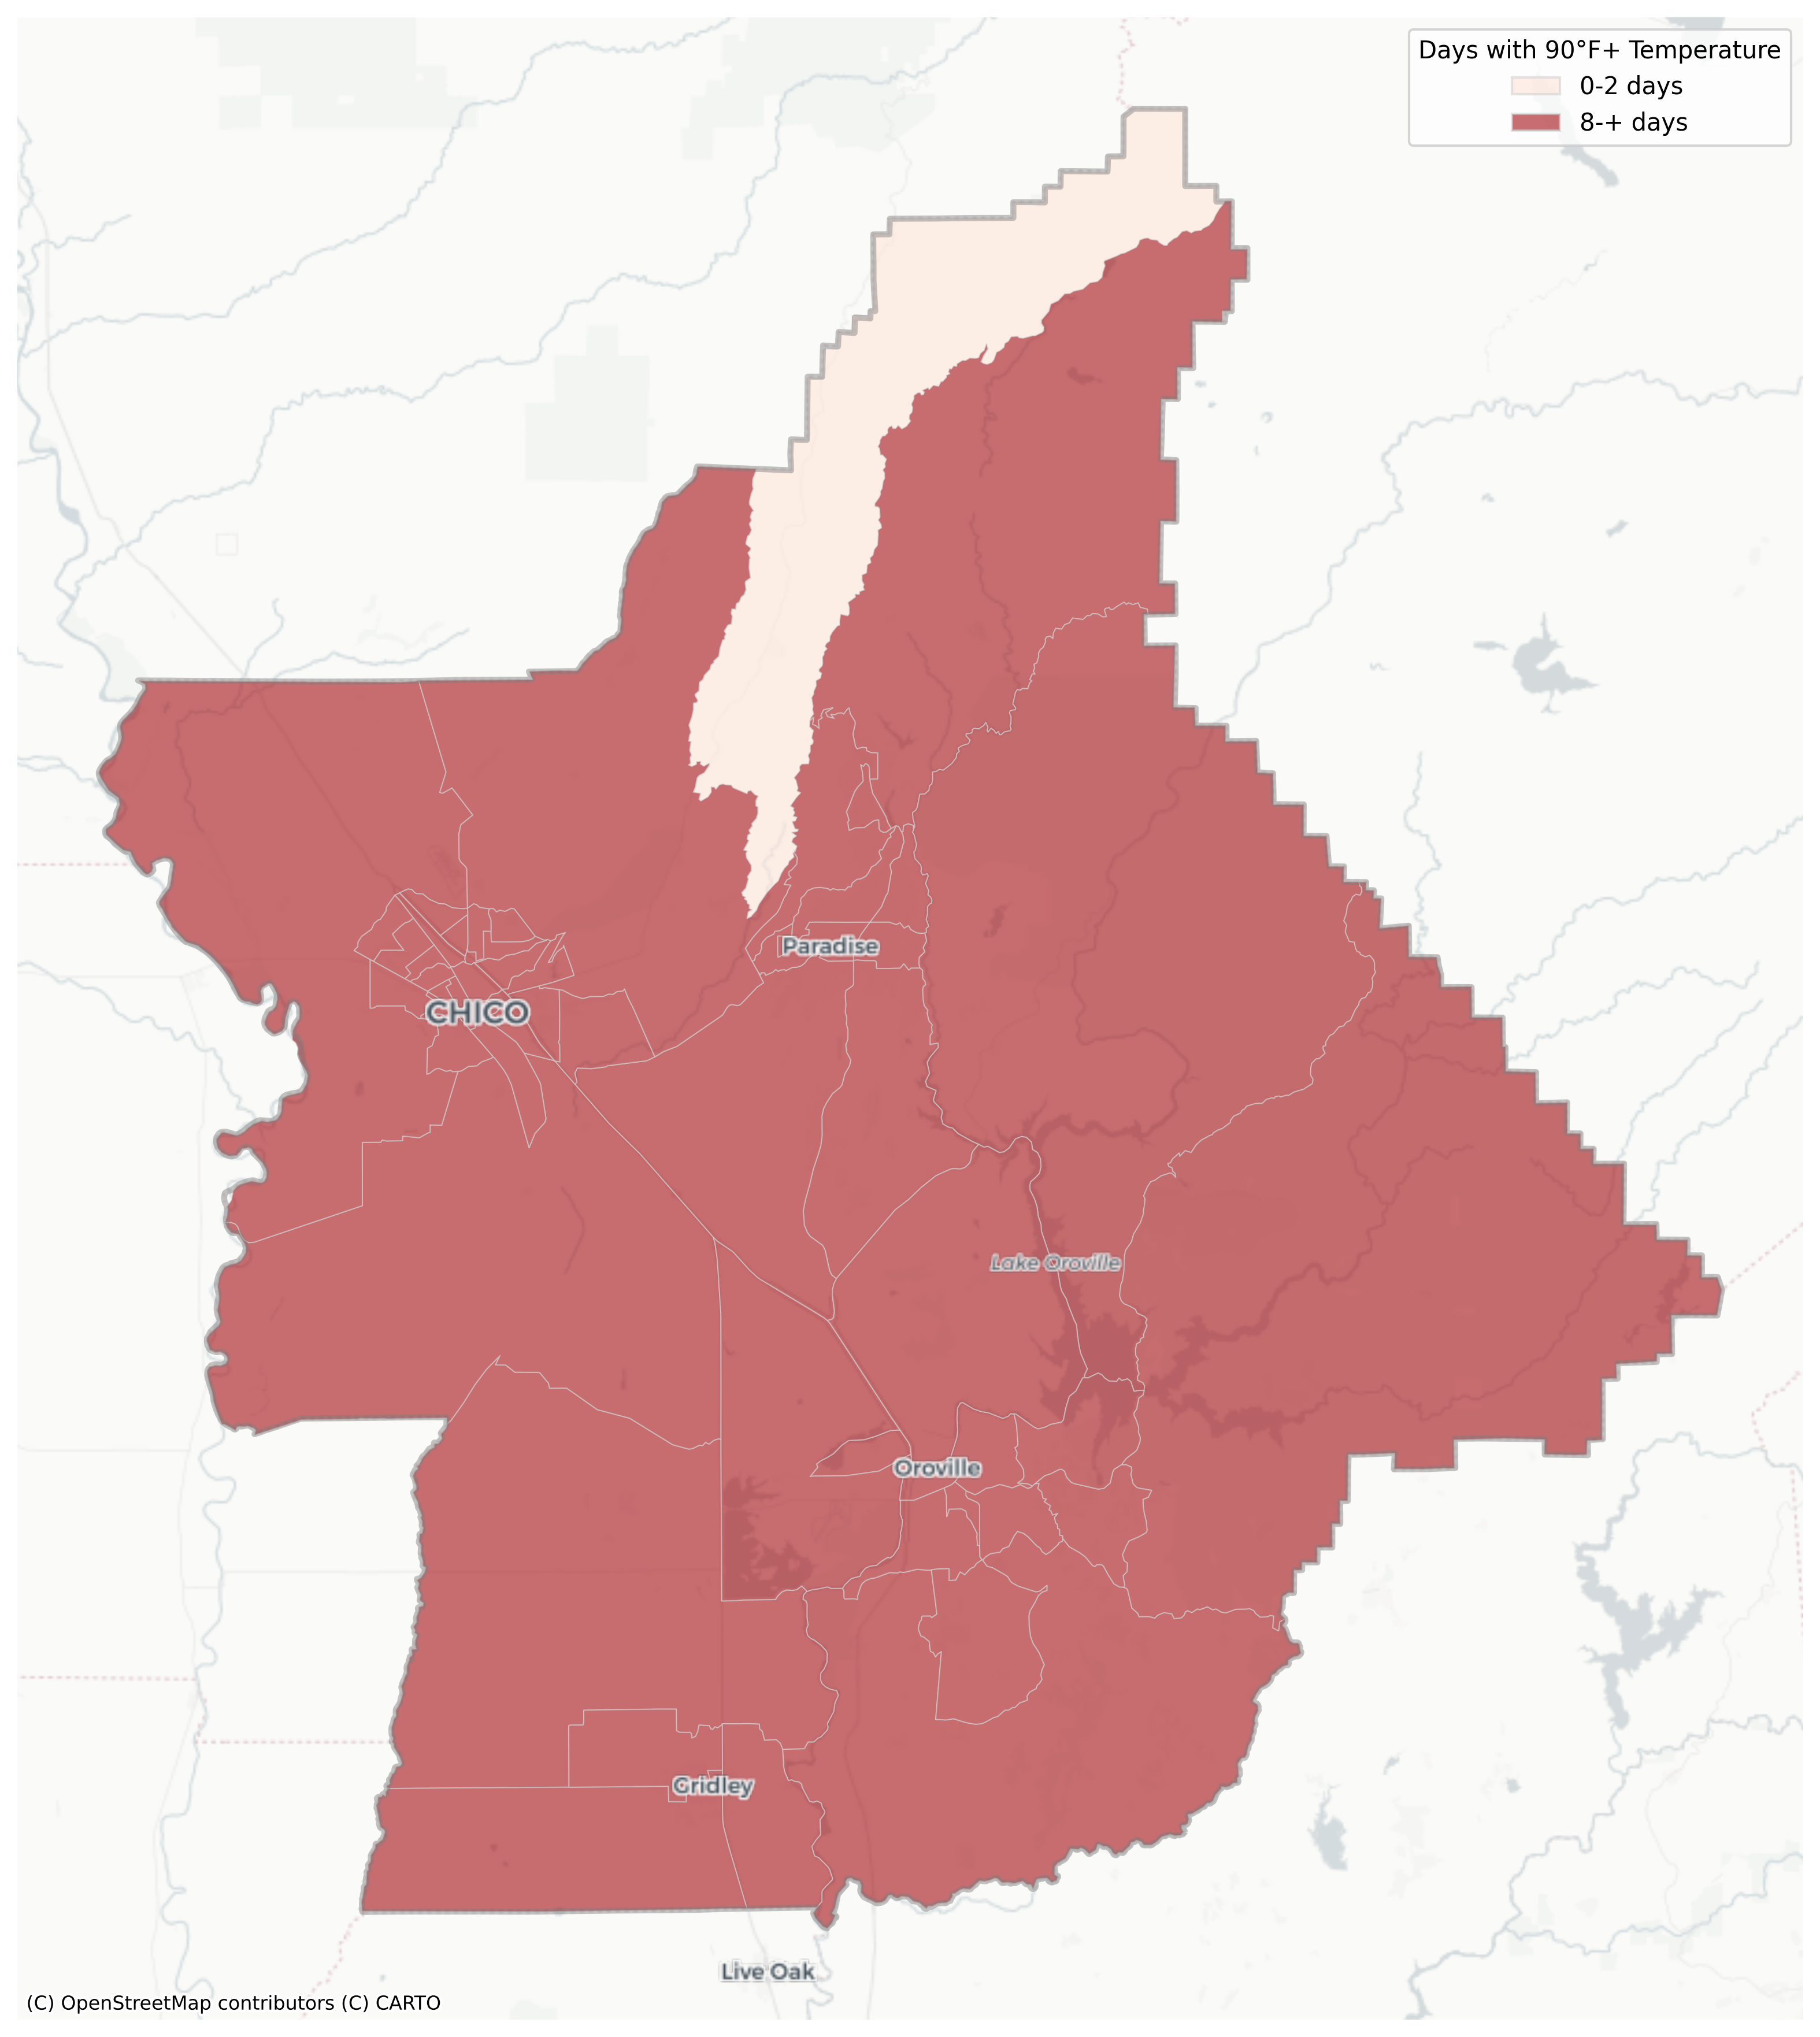 Days with 90°F+ Temperature
0-2 days
8-+ days
Paradise
CHICO
Lake Oroville
Oroville
Gridley
Live Oak
(C) OpenStreetMap contributors (C) CARTO